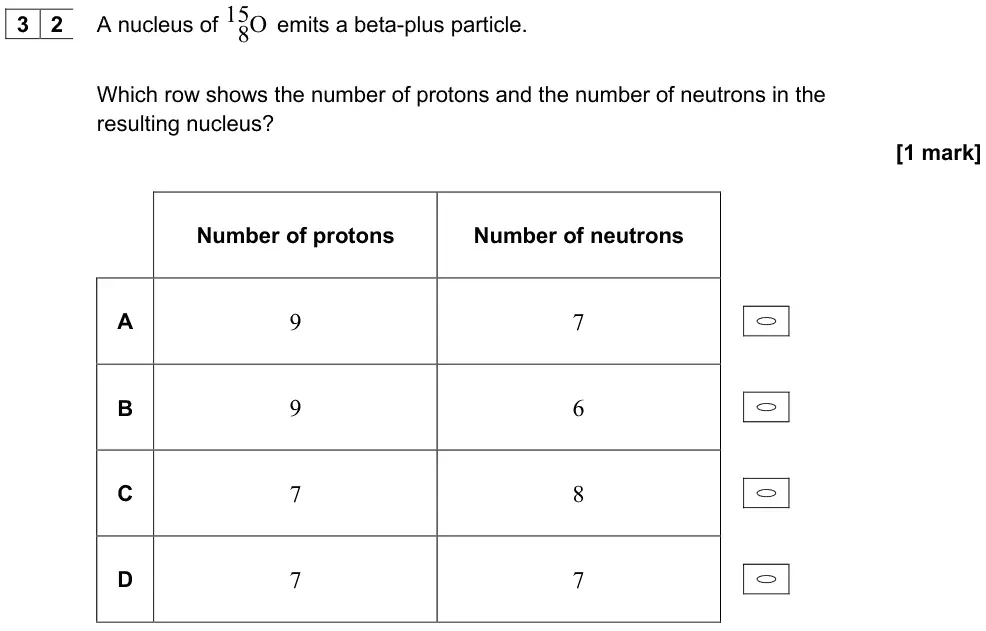 3 2 A nucleus of ¹⁵₈O emits a beta-plus particle.
Which row shows the number of protons and the number of neutrons in the
resulting nucleus?
[1 mark]
Number of protons Number of neutrons
A 9 7
B 9 6
C 7 8
D 7 7